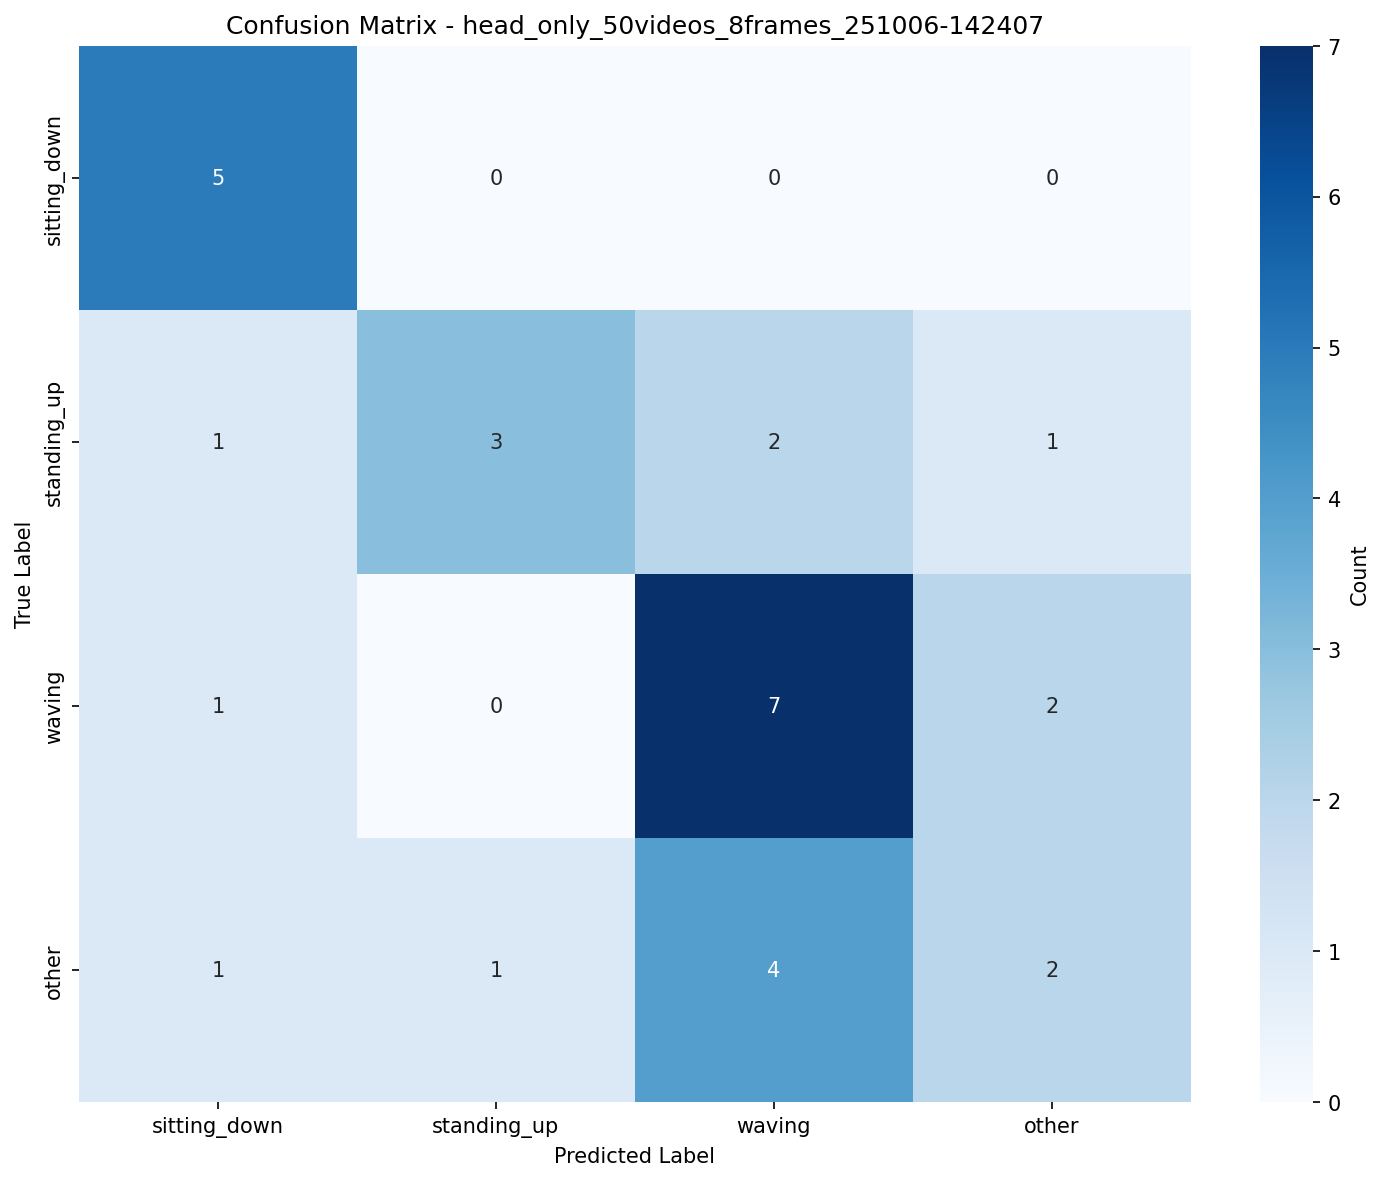 Confusion Matrix - head_only_50videos_8frames_251006-142407
sitting_down
5 0 0 0
standing_up
1 3 2 1
waving
1 0 7 2
other
1 1 4 2
True Label
sitting_down standing_up waving other
Predicted Label
7
6
5
4
3
2
1
0
Count